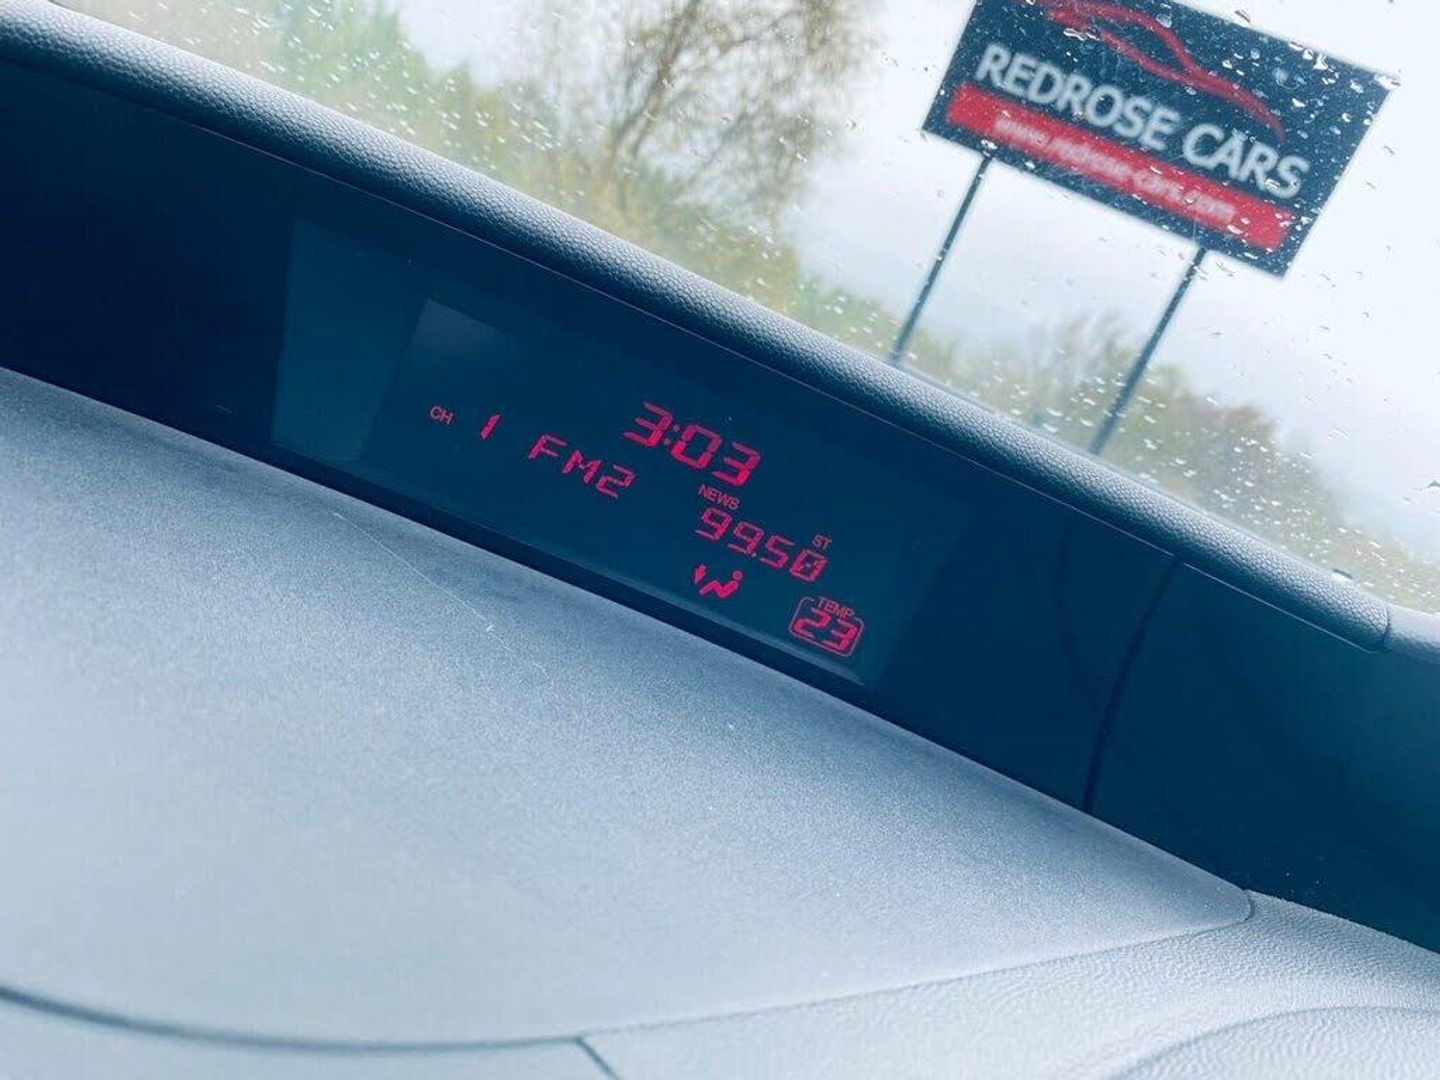 REDROSE CARS
3:03
CH 1 FM2
NEWS
99.50 ST
TEMP
23